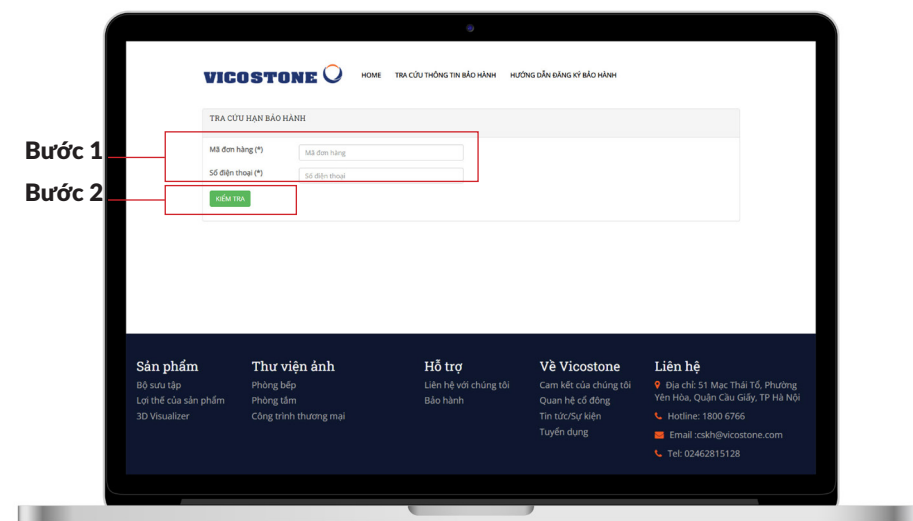 VICOSTONE
HOME TRA CỨU THÔNG TIN BẢO HÀNH HƯỚNG DẪN ĐĂNG KÝ BẢO HÀNH
TRA CỨU HẠN BẢO HÀNH
Bước 1
Mã đơn hàng (*) Mã đơn hàng
Số điện thoại (*) Số điện thoại
Bước 2
KIỂM TRA
Sản phẩm
Bộ sưu tập
Lợi thế của sản phẩm
3D Visualizer
Thư viện ảnh
Phòng bếp
Phòng tắm
Công trình thương mại
Hỗ trợ
Liên hệ với chúng tôi
Bảo hành
Về Vicostone
Cam kết của chúng tôi
Quan hệ cổ đông
Tin tức/Sự kiện
Tuyển dụng
Liên hệ
Địa chỉ: 51 Mạc Thái Tổ, Phường
Yên Hòa, Quận Cầu Giấy, TP Hà Nội
Hotline: 1800 6766
Email :cskh@vicostone.com
Tel: 02462815128